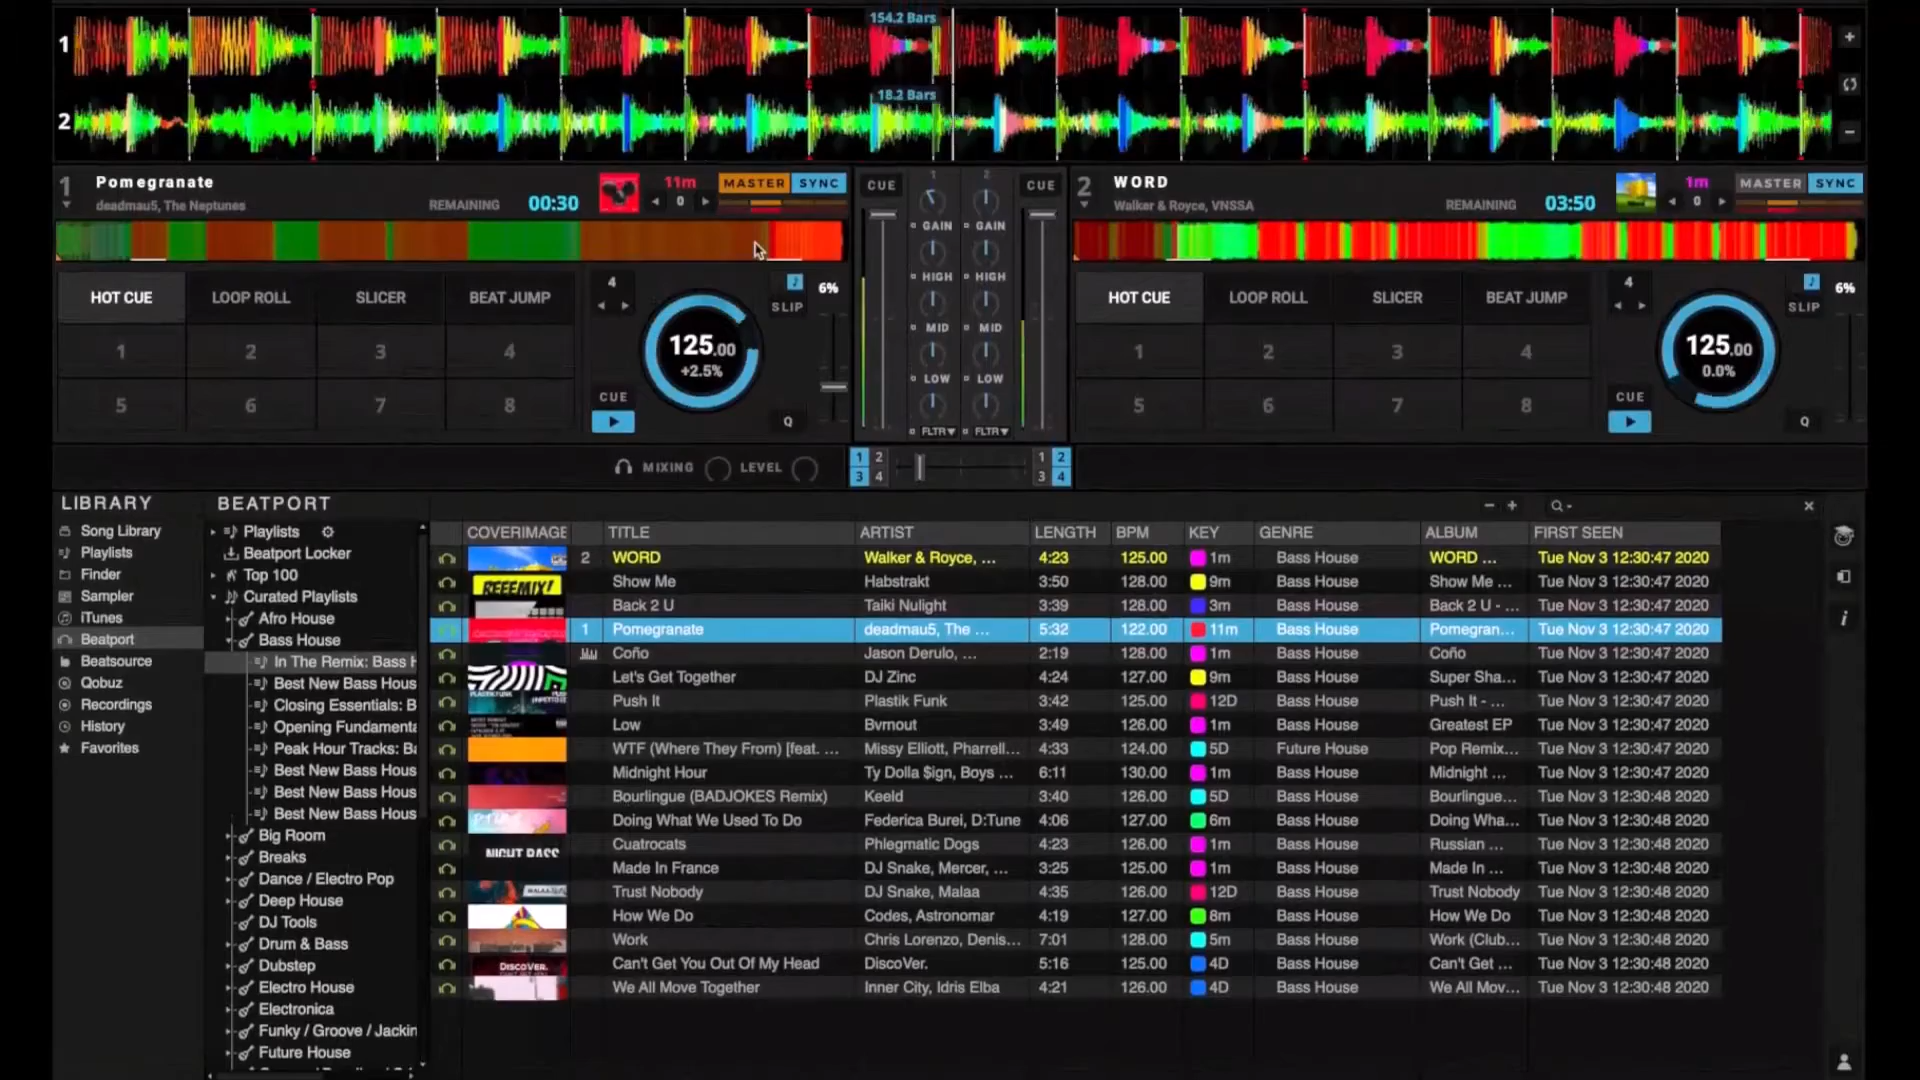 154.2 Bars
1
18.2 Bars
2
1 Pomegranate
deadmau5, The Neptunes
REMAINING 00:30
11m
0
MASTER SYNC
CUE 1 2 CUE
2 WORD
Walker & Royce, VNSSA
REMAINING 03:50
1m
0
MASTER SYNC
GAIN GAIN
HIGH HIGH
MID MID
LOW LOW
FLTR FLTR
HOT CUE LOOP ROLL SLICER BEAT JUMP
1 2 3 4
5 6 7 8
4
SLIP
6%
125.00
+2.5%
CUE
Q
HOT CUE LOOP ROLL SLICER BEAT JUMP
1 2 3 4
5 6 7 8
4
SLIP
6%
125.00
0.0%
CUE
Q
MIXING LEVEL
1 2 1 2
3 4 3 4
LIBRARY
Song Library
Playlists
Finder
Sampler
iTunes
Beatport
Beatsource
Qobuz
Recordings
History
Favorites
BEATPORT
Playlists
Beatport Locker
Top 100
Curated Playlists
Afro House
Bass House
In The Remix: Bass H
Best New Bass Hous
Closing Essentials: B
Opening Fundamenta
Peak Hour Tracks: Ba
Best New Bass Hous
Best New Bass Hous
Best New Bass Hous
Big Room
Breaks
Dance / Electro Pop
Deep House
DJ Tools
Drum & Bass
Dubstep
Electro House
Electronica
Funky / Groove / Jackin
Future House
COVERIMAGE TITLE ARTIST LENGTH BPM KEY GENRE ALBUM FIRST SEEN
2 WORD Walker & Royce, ... 4:23 125.00 1m Bass House WORD ... Tue Nov 3 12:30:47 2020
REEEMIX! Show Me Habstrakt 3:50 128.00 9m Bass House Show Me ... Tue Nov 3 12:30:47 2020
Back 2 U Taiki Nulight 3:39 128.00 3m Bass House Back 2 U - ... Tue Nov 3 12:30:47 2020
1 Pomegranate deadmau5, The ... 5:32 122.00 11m Bass House Pomegran... Tue Nov 3 12:30:47 2020
Coño Jason Derulo, ... 2:19 128.00 1m Bass House Coño Tue Nov 3 12:30:47 2020
Let's Get Together DJ Zinc 4:24 127.00 9m Bass House Super Sha... Tue Nov 3 12:30:47 2020
Push It Plastik Funk 3:42 125.00 12D Bass House Push It - ... Tue Nov 3 12:30:47 2020
Low Bvrnout 3:49 126.00 1m Bass House Greatest EP Tue Nov 3 12:30:47 2020
WTF (Where They From) [feat. ... Missy Elliott, Pharrell... 4:33 124.00 5D Future House Pop Remix... Tue Nov 3 12:30:47 2020
Midnight Hour Ty Dolla $ign, Boys ... 6:11 130.00 1m Bass House Midnight ... Tue Nov 3 12:30:47 2020
Bourlingue (BADJOKES Remix) Keeld 3:40 126.00 5D Bass House Bourlingue... Tue Nov 3 12:30:48 2020
Doing What We Used To Do Federica Burei, D:Tune 4:06 127.00 6m Bass House Doing Wha... Tue Nov 3 12:30:48 2020
NIGHT BASS Cuatrocats Phlegmatic Dogs 4:23 126.00 1m Bass House Russian ... Tue Nov 3 12:30:48 2020
Made In France DJ Snake, Mercer, ... 3:25 125.00 1m Bass House Made In ... Tue Nov 3 12:30:48 2020
Trust Nobody DJ Snake, Malaa 4:35 126.00 12D Bass House Trust Nobody Tue Nov 3 12:30:48 2020
How We Do Codes, Astronomar 4:19 127.00 8m Bass House How We Do Tue Nov 3 12:30:48 2020
Work Chris Lorenzo, Denis... 7:01 128.00 5m Bass House Work (Club... Tue Nov 3 12:30:48 2020
DISCOVER. Can't Get You Out Of My Head DiscoVer. 5:16 125.00 4D Bass House Can't Get ... Tue Nov 3 12:30:48 2020
We All Move Together Inner City, Idris Elba 4:21 126.00 4D Bass House We All Mov... Tue Nov 3 12:30:48 2020